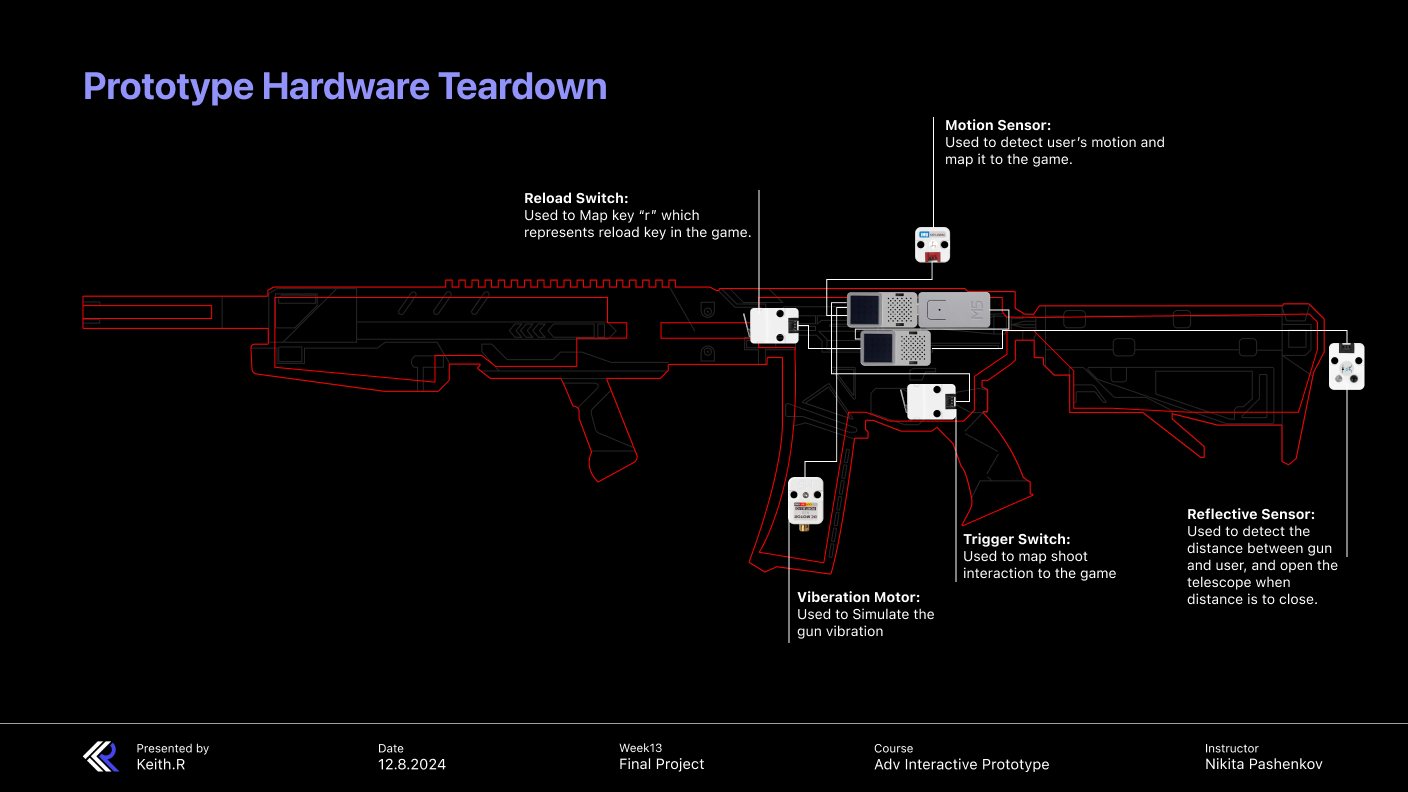 Prototype Hardware Teardown
Motion Sensor:
Used to detect user’s motion and
map it to the game.
Reload Switch:
Used to Map key “r” which
represents reload key in the game.
M5
Trigger Switch:
Used to map shoot
interaction to the game
Reflective Sensor:
Used to detect the
distance between gun
and user, and open the
telescope when
distance is to close.
Viberation Motor:
Used to Simulate the
gun vibration
Presented by
Keith.R
Date
12.8.2024
Week13
Final Project
Course
Adv Interactive Prototype
Instructor
Nikita Pashenkov